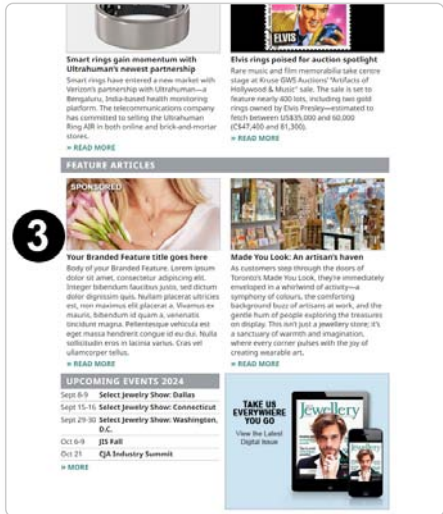 ELVIS
Smart rings gain momentum with
Ultrahuman's newest partnership
Smart rings have entered a new market with
Verizon's partnership with Ultrahuman—a
Bengaluru, India-based health monitoring
platform. The telecommunications company
has committed to selling the Ultrahuman
Ring AIR in both online and brick-and-mortar
stores.
» READ MORE
Elvis rings poised for auction spotlight
Rare music and film memorabilia take centre
stage at Kruse GWS Auctions' "Artifacts of
Hollywood & Music" sale. The sale is set to
feature nearly 400 lots, including two gold
rings owned by Elvis Presley—estimated to
fetch between US$35,000 and 60,000
(C$47,400 and 81,300).
» READ MORE
FEATURE ARTICLES
3
SPONSORED
Your Branded Feature title goes here
Body of your Branded Feature. Lorem ipsum
dolor sit amet, consectetur adipiscing elit.
Integer bibendum faucibus justo, sed dictum
dolor dignissim quis. Nullam placerat ultricies
est, non maximus elit placerat a. Vivamus ex
mauris, bibendum id quam a, venenatis
tincidunt magna. Pellentesque vehicula est
eget massa hendrerit congue id eu dui. Nulla
sollicitudin eros in lacinia varius. Cras vel
ullamcorper tellus.
» READ MORE
Made You Look: An artisan's haven
As customers step through the doors of
Toronto's Made You Look, they're immediately
enveloped in a whirlwind of activity—a
symphony of colours, the comforting
background buzz of artisans at work, and the
gentle hum of people exploring the treasures
on display. This isn't just a jewellery store; it's
a sanctuary of warmth and imagination,
where every corner pulses with the joy of
creating wearable art.
» READ MORE
UPCOMING EVENTS 2024
Sept 8-9 Select Jewelry Show: Dallas
Sept 15-16 Select Jewelry Show: Connecticut
Sept 29-30 Select Jewelry Show: Washington,
D.C.
Oct 6-9 JIS Fall
Oct 21 CJA Industry Summit
» MORE
TAKE US
EVERYWHERE
YOU GO
View the Latest
Digital Issue
Jewellery
Jewellery